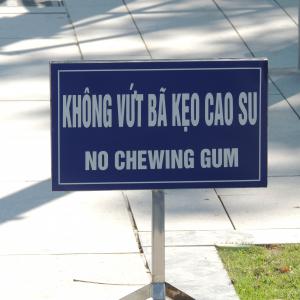 KHÔNG VỨT BÃ KẸO CAO SU
NO CHEWING GUM